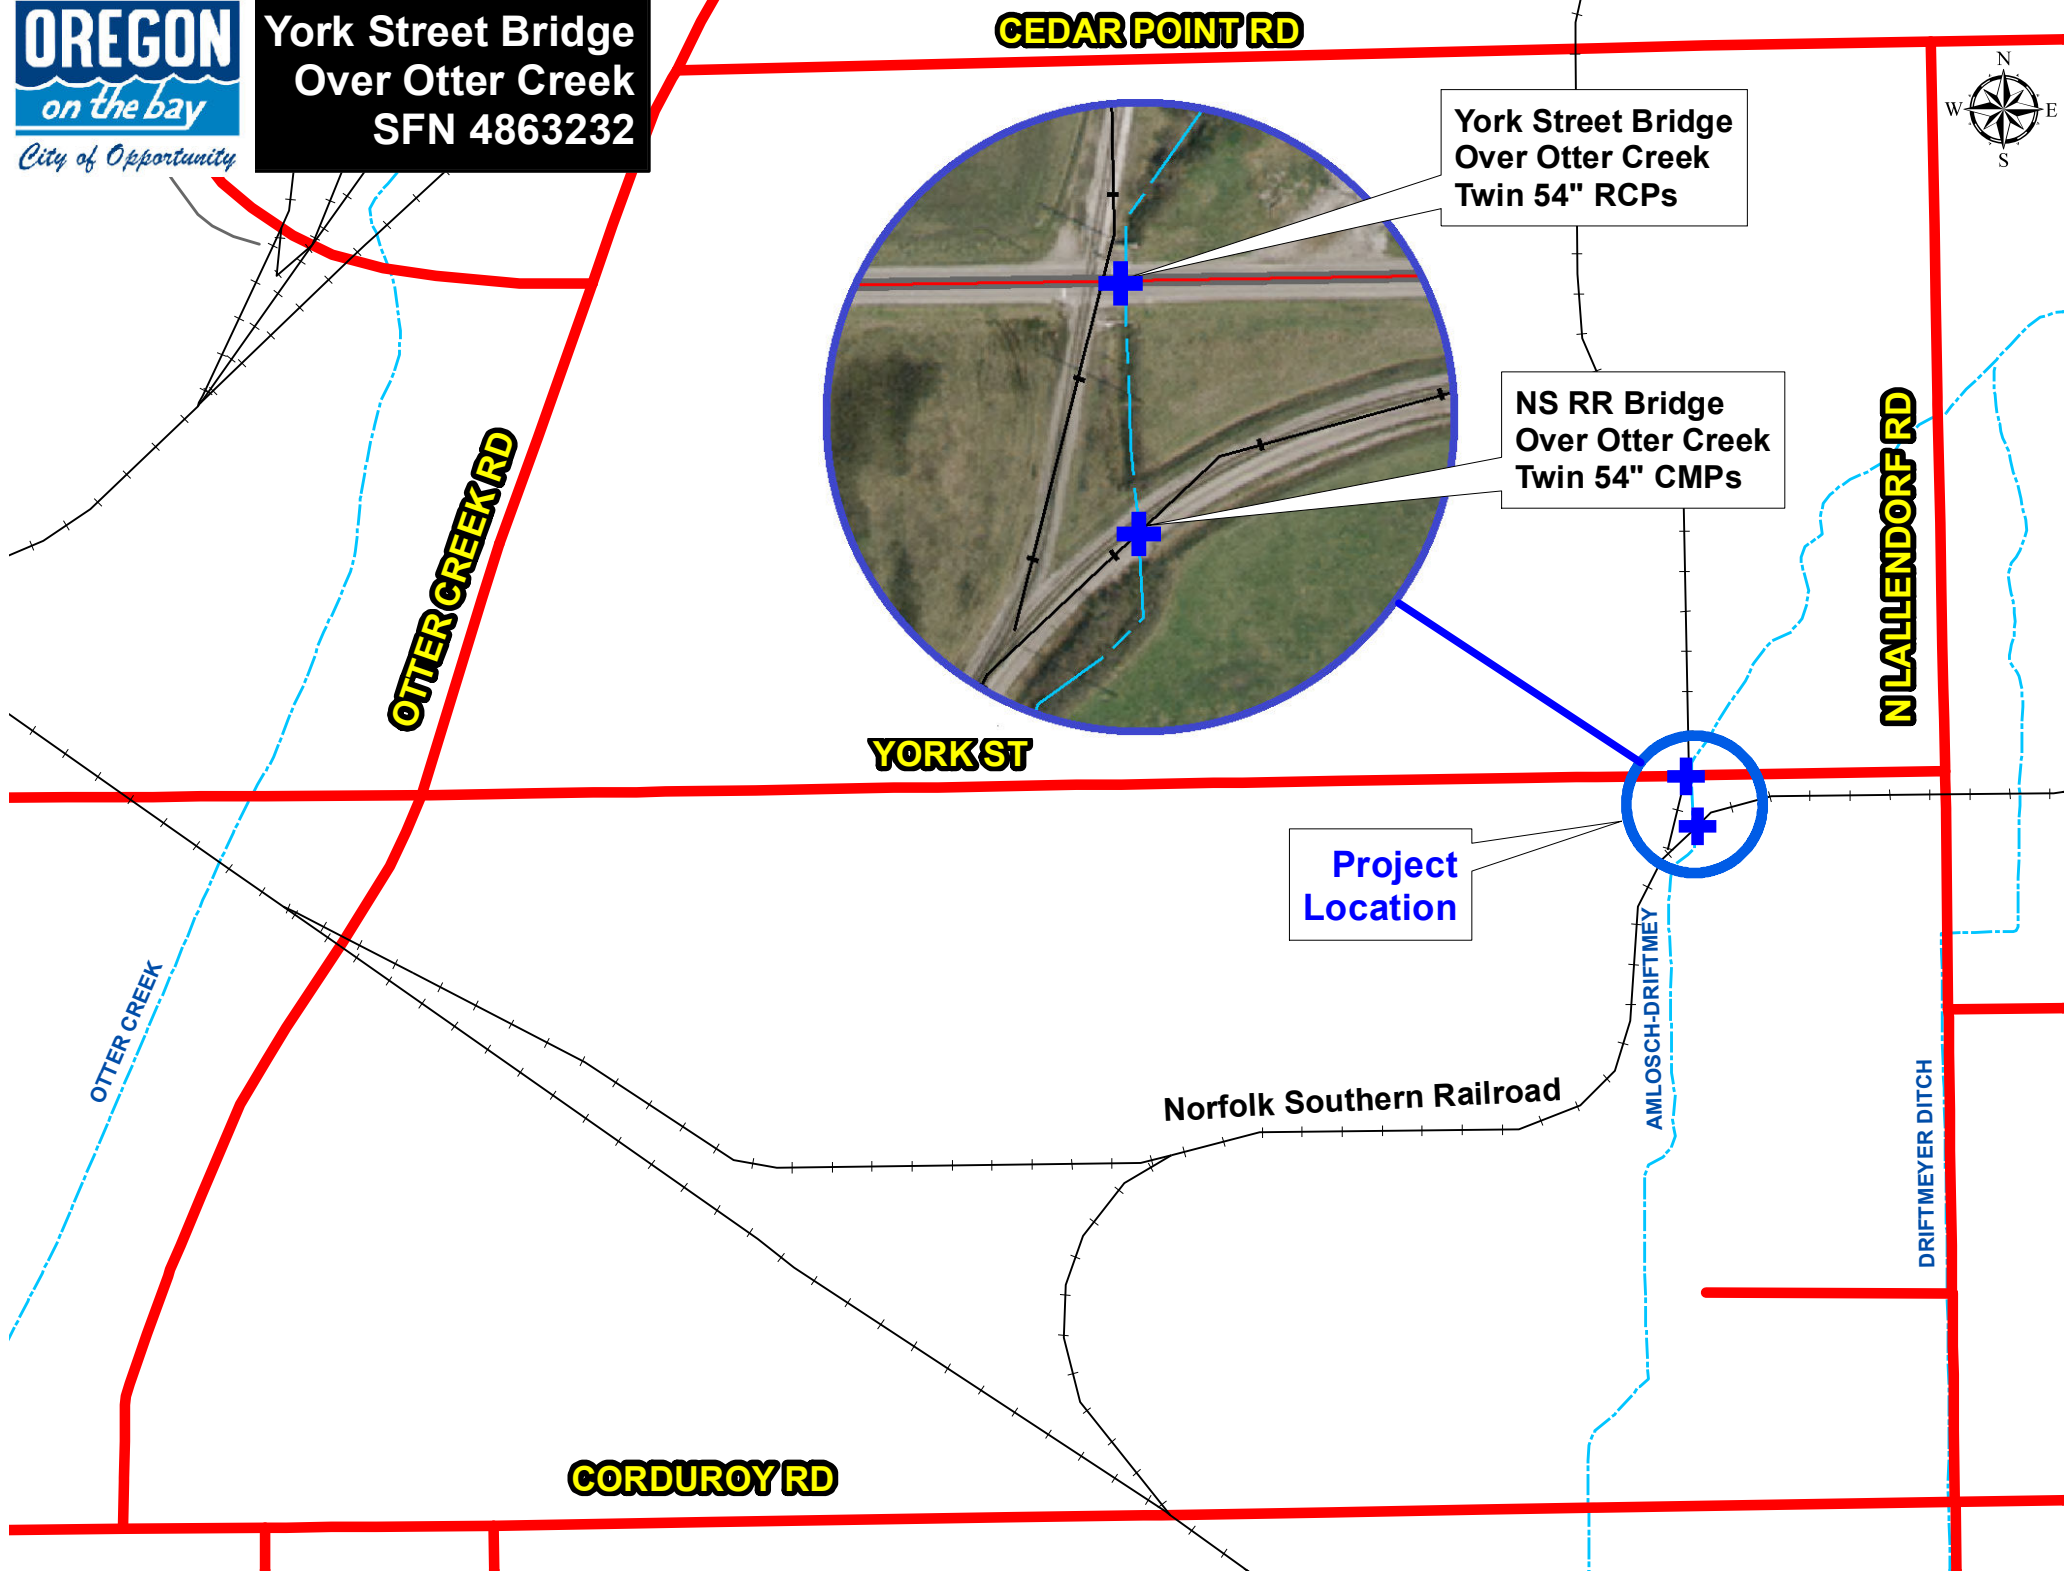 OREGON
on the bay
City of Opportunity
York Street Bridge
Over Otter Creek
SFN 4863232
CEDAR POINT RD
N
W
E
S
York Street Bridge
Over Otter Creek
Twin 54" RCPs
NS RR Bridge
Over Otter Creek
Twin 54" CMPs
N LALLENDORF RD
OTTER CREEK RD
YORK ST
Project
Location
OTTER CREEK
AMLOSCH-DRIFTMEY
Norfolk Southern Railroad
DRIFTMEYER DITCH
CORDUROY RD